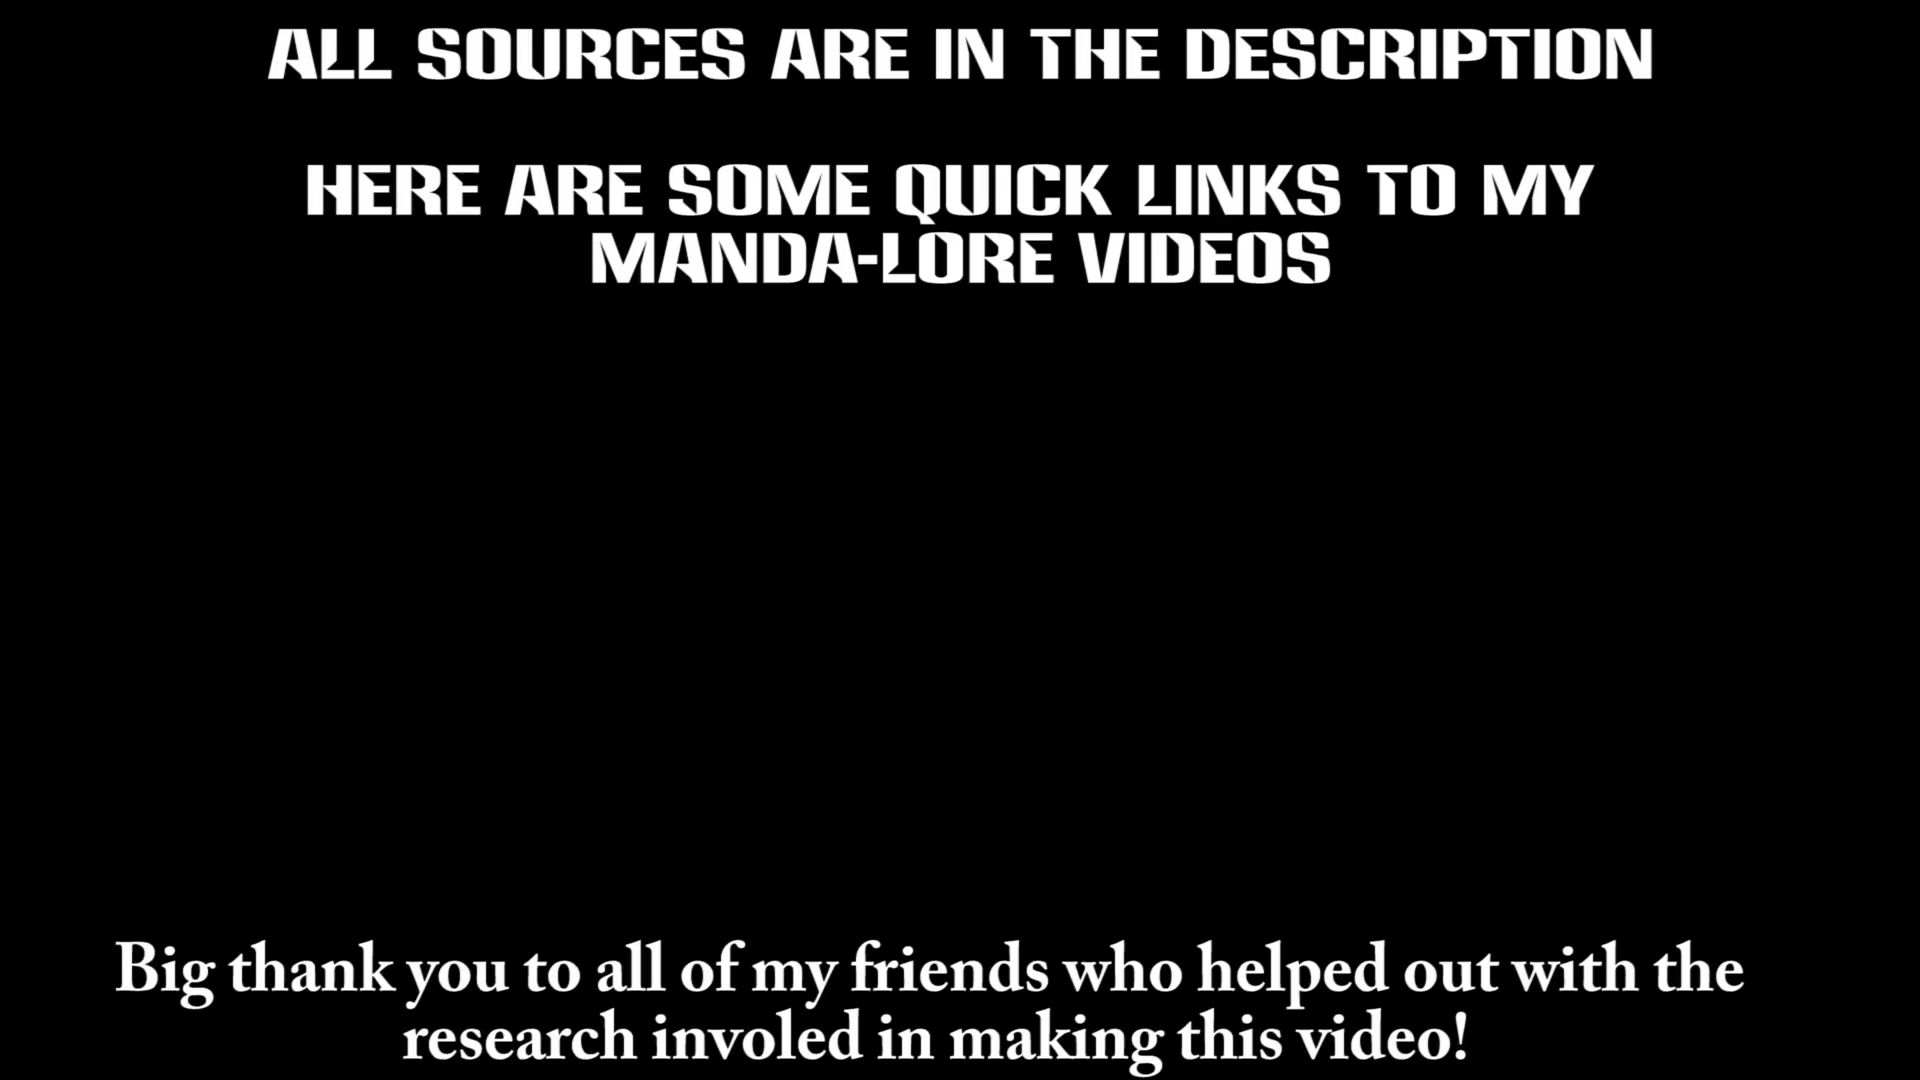 ALL SOURCES ARE IN THE DESCRIPTION
HERE ARE SOME QUICK LINKS TO MY
MANDA-LORE VIDEOS
Big thank you to all of my friends who helped out with the
research involed in making this video!